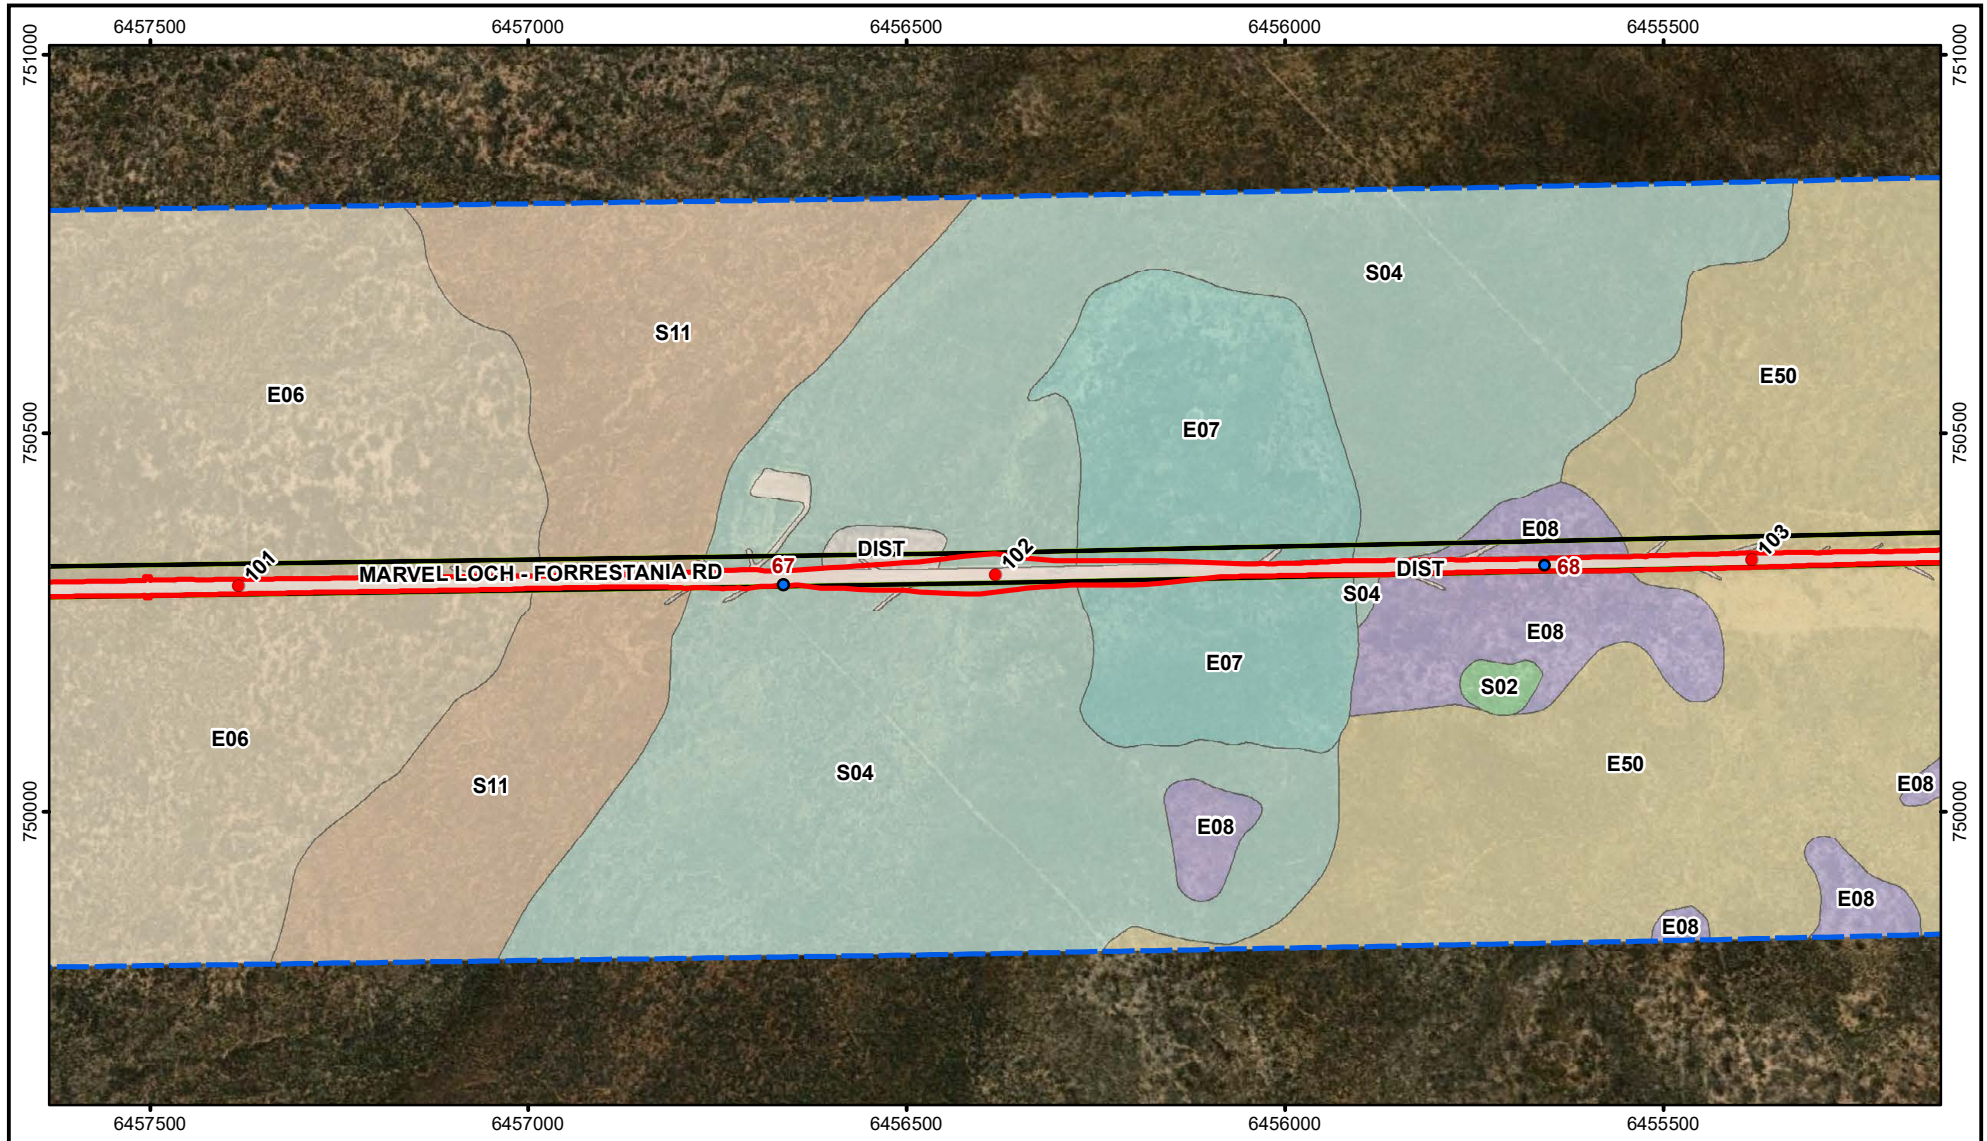 6457500 6457000 6456500 6456000 6455500
751000 751000
S04
S11
E50
E06
E07
750500 750500
E08
DIST
102 103
101 MARVEL LOCH - FORRESTANIA RD 67 DIST 68
S04
E08
E07
S02
E06
E50
S04
S11
E08
750000 750000
E08
E08
E08
6457500 6457000 6456500 6456000 6455500